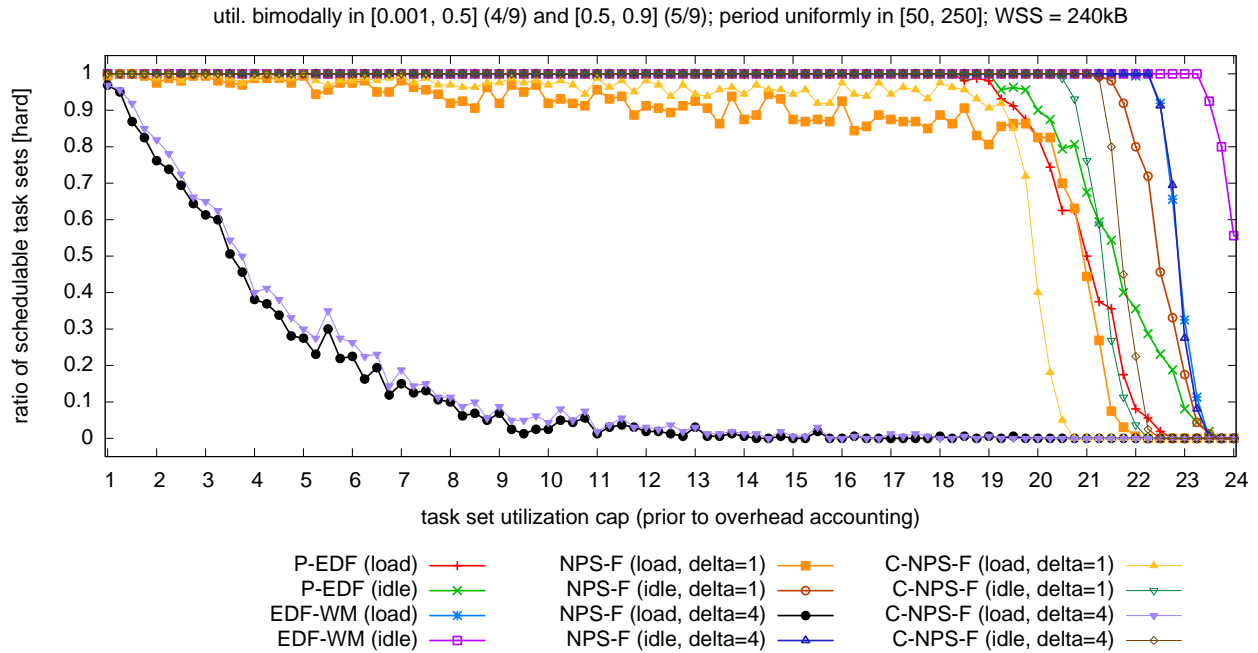 util. bimodally in [0.001, 0.5] (4/9) and [0.5, 0.9] (5/9); period uniformly in [50, 250]; WSS = 240kB
ratio of schedulable task sets [hard]
1
0.9
0.8
0.7
0.6
0.5
0.4
0.3
0.2
0.1
0
1 2 3 4 5 6 7 8 9 10 11 12 13 14 15 16 17 18 19 20 21 22 23 24
task set utilization cap (prior to overhead accounting)
P-EDF (load)
P-EDF (idle)
EDF-WM (load)
EDF-WM (idle)
NPS-F (load, delta=1)
NPS-F (idle, delta=1)
NPS-F (load, delta=4)
NPS-F (idle, delta=4)
C-NPS-F (load, delta=1)
C-NPS-F (idle, delta=1)
C-NPS-F (load, delta=4)
C-NPS-F (idle, delta=4)